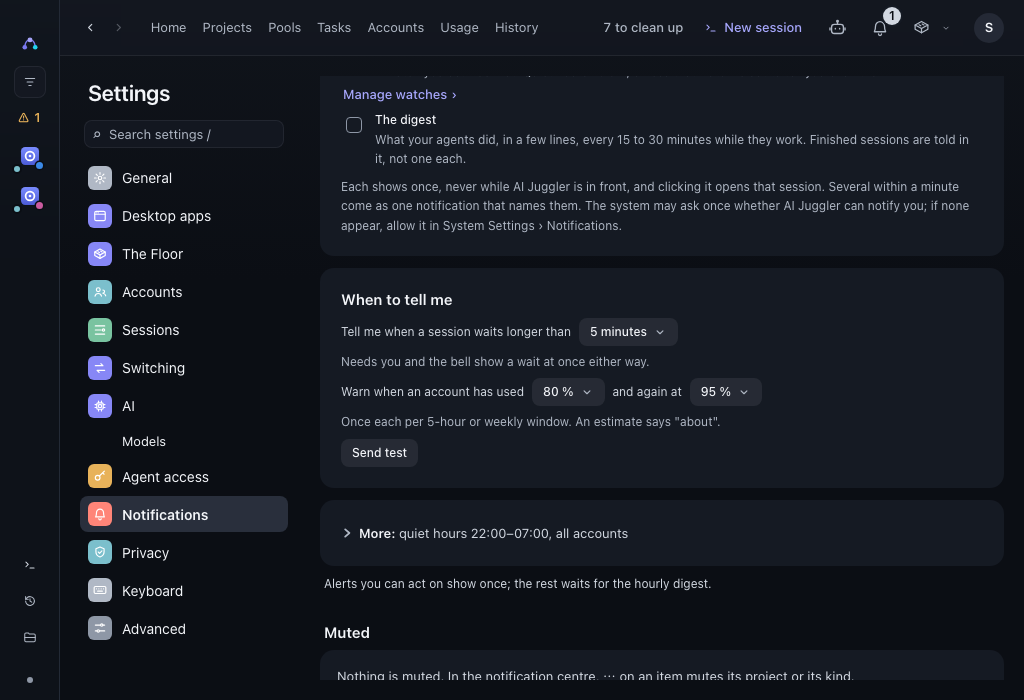 Home Projects Pools Tasks Accounts Usage History 7 to clean up New session 1 S
1
Settings
Search settings /
General
Desktop apps
The Floor
Accounts
Sessions
Switching
AI
Models
Agent access
Notifications
Privacy
Keyboard
Advanced
Manage watches ›
The digest
What your agents did, in a few lines, every 15 to 30 minutes while they work. Finished sessions are told in
it, not one each.
Each shows once, never while AI Juggler is in front, and clicking it opens that session. Several within a minute
come as one notification that names them. The system may ask once whether AI Juggler can notify you; if none
appear, allow it in System Settings › Notifications.
When to tell me
Tell me when a session waits longer than 5 minutes
Needs you and the bell show a wait at once either way.
Warn when an account has used 80 % and again at 95 %
Once each per 5-hour or weekly window. An estimate says "about".
Send test
More: quiet hours 22:00–07:00, all accounts
Alerts you can act on show once; the rest waits for the hourly digest.
Muted
Nothing is muted. In the notification centre, ··· on an item mutes its project or its kind.